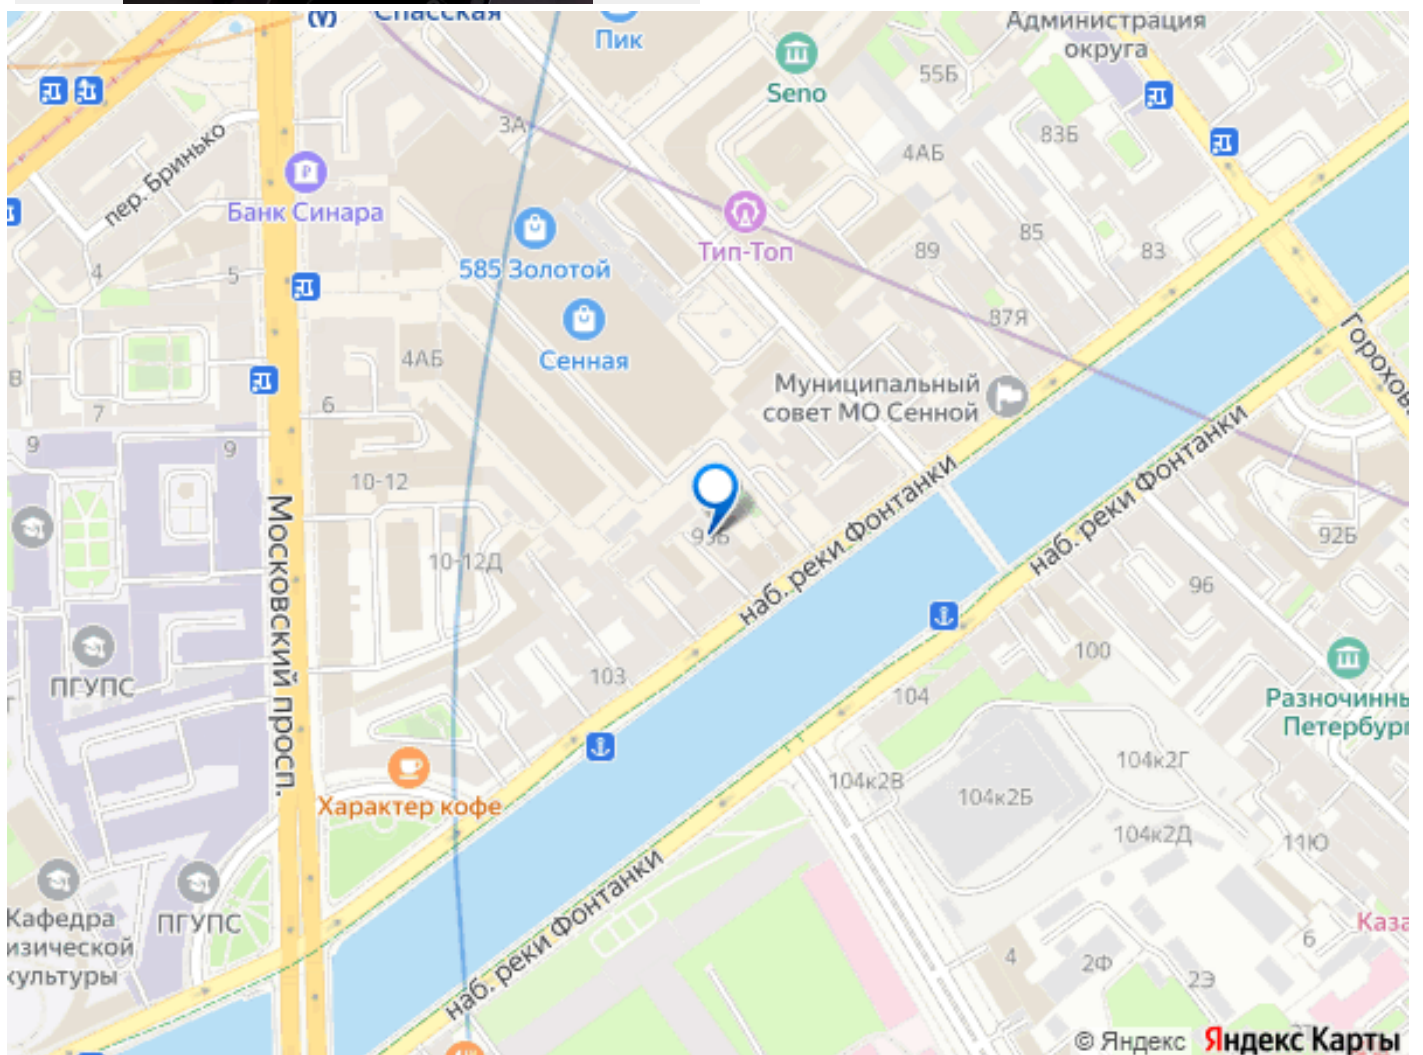 Спасская
Пик
Администрация
округа
Seno
55Б
3А
83Б
4АБ
пер. Бринько
Банк Синара
Тип-Топ
89
85
83
585 Золотой
4
5
87Я
Сенная
4АБ
Гороховая
Муниципальный
совет МО Сенной
7
6
9
9
10-12
наб. реки Фонтанки
наб. реки Фонтанки
92Б
Московский просп.
10-12Д
96
100
103
104
ПГУПС
Разночинный
Петербург
104к2В
104к2Г
104к2Б
Характер кофе
104к2Д
11Ю
наб. реки Фонтанки
Кафедра
физической
культуры
ПГУПС
Каза
6
4
2Ф
2Э
© Яндекс Яндекс Карты